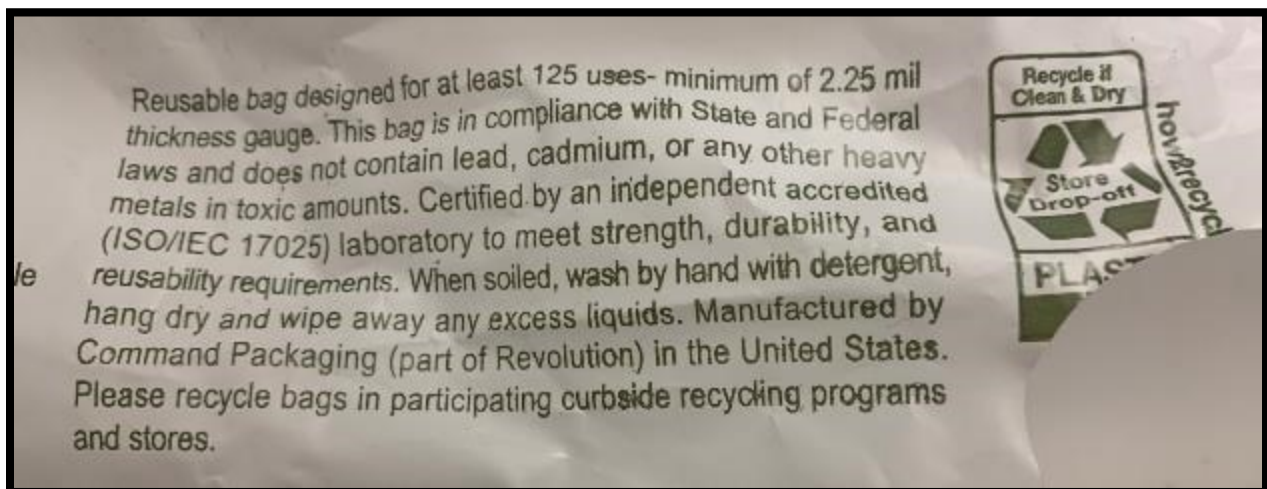 Reusable bag designed for at least 125 uses- minimum of 2.25 mil
thickness gauge. This bag is in compliance with State and Federal
laws and does not contain lead, cadmium, or any other heavy
metals in toxic amounts. Certified by an independent accredited
(ISO/IEC 17025) laboratory to meet strength, durability, and
reusability requirements. When soiled, wash by hand with detergent,
hang dry and wipe away any excess liquids. Manufactured by
Command Packaging (part of Revolution) in the United States.
Please recycle bags in participating curbside recycling programs
and stores.
Recycle if
Clean & Dry
Store
Drop-off